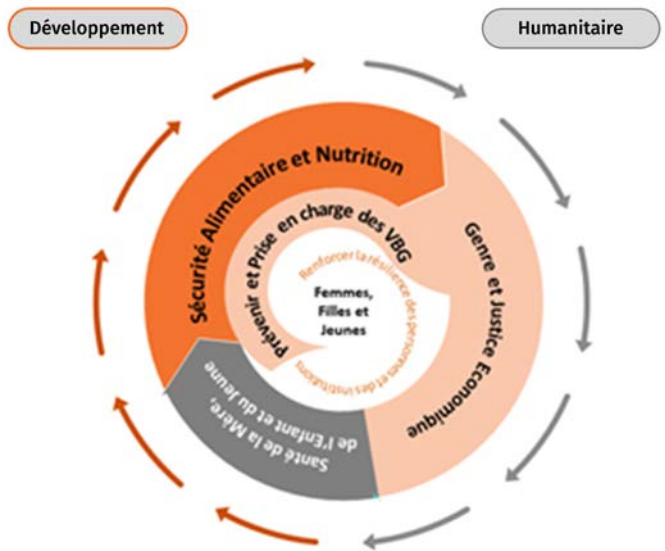 Développement
Humanitaire
Sécurité Alimentaire et Nutrition
prévenir et Prise en charge des VBG
Renforcer la résilience des personnes et des institutions
Femmes,
Filles et
Jeunes
Genre et Justice Economique
Santé de la Mère,
de l'Enfant et du Jeune